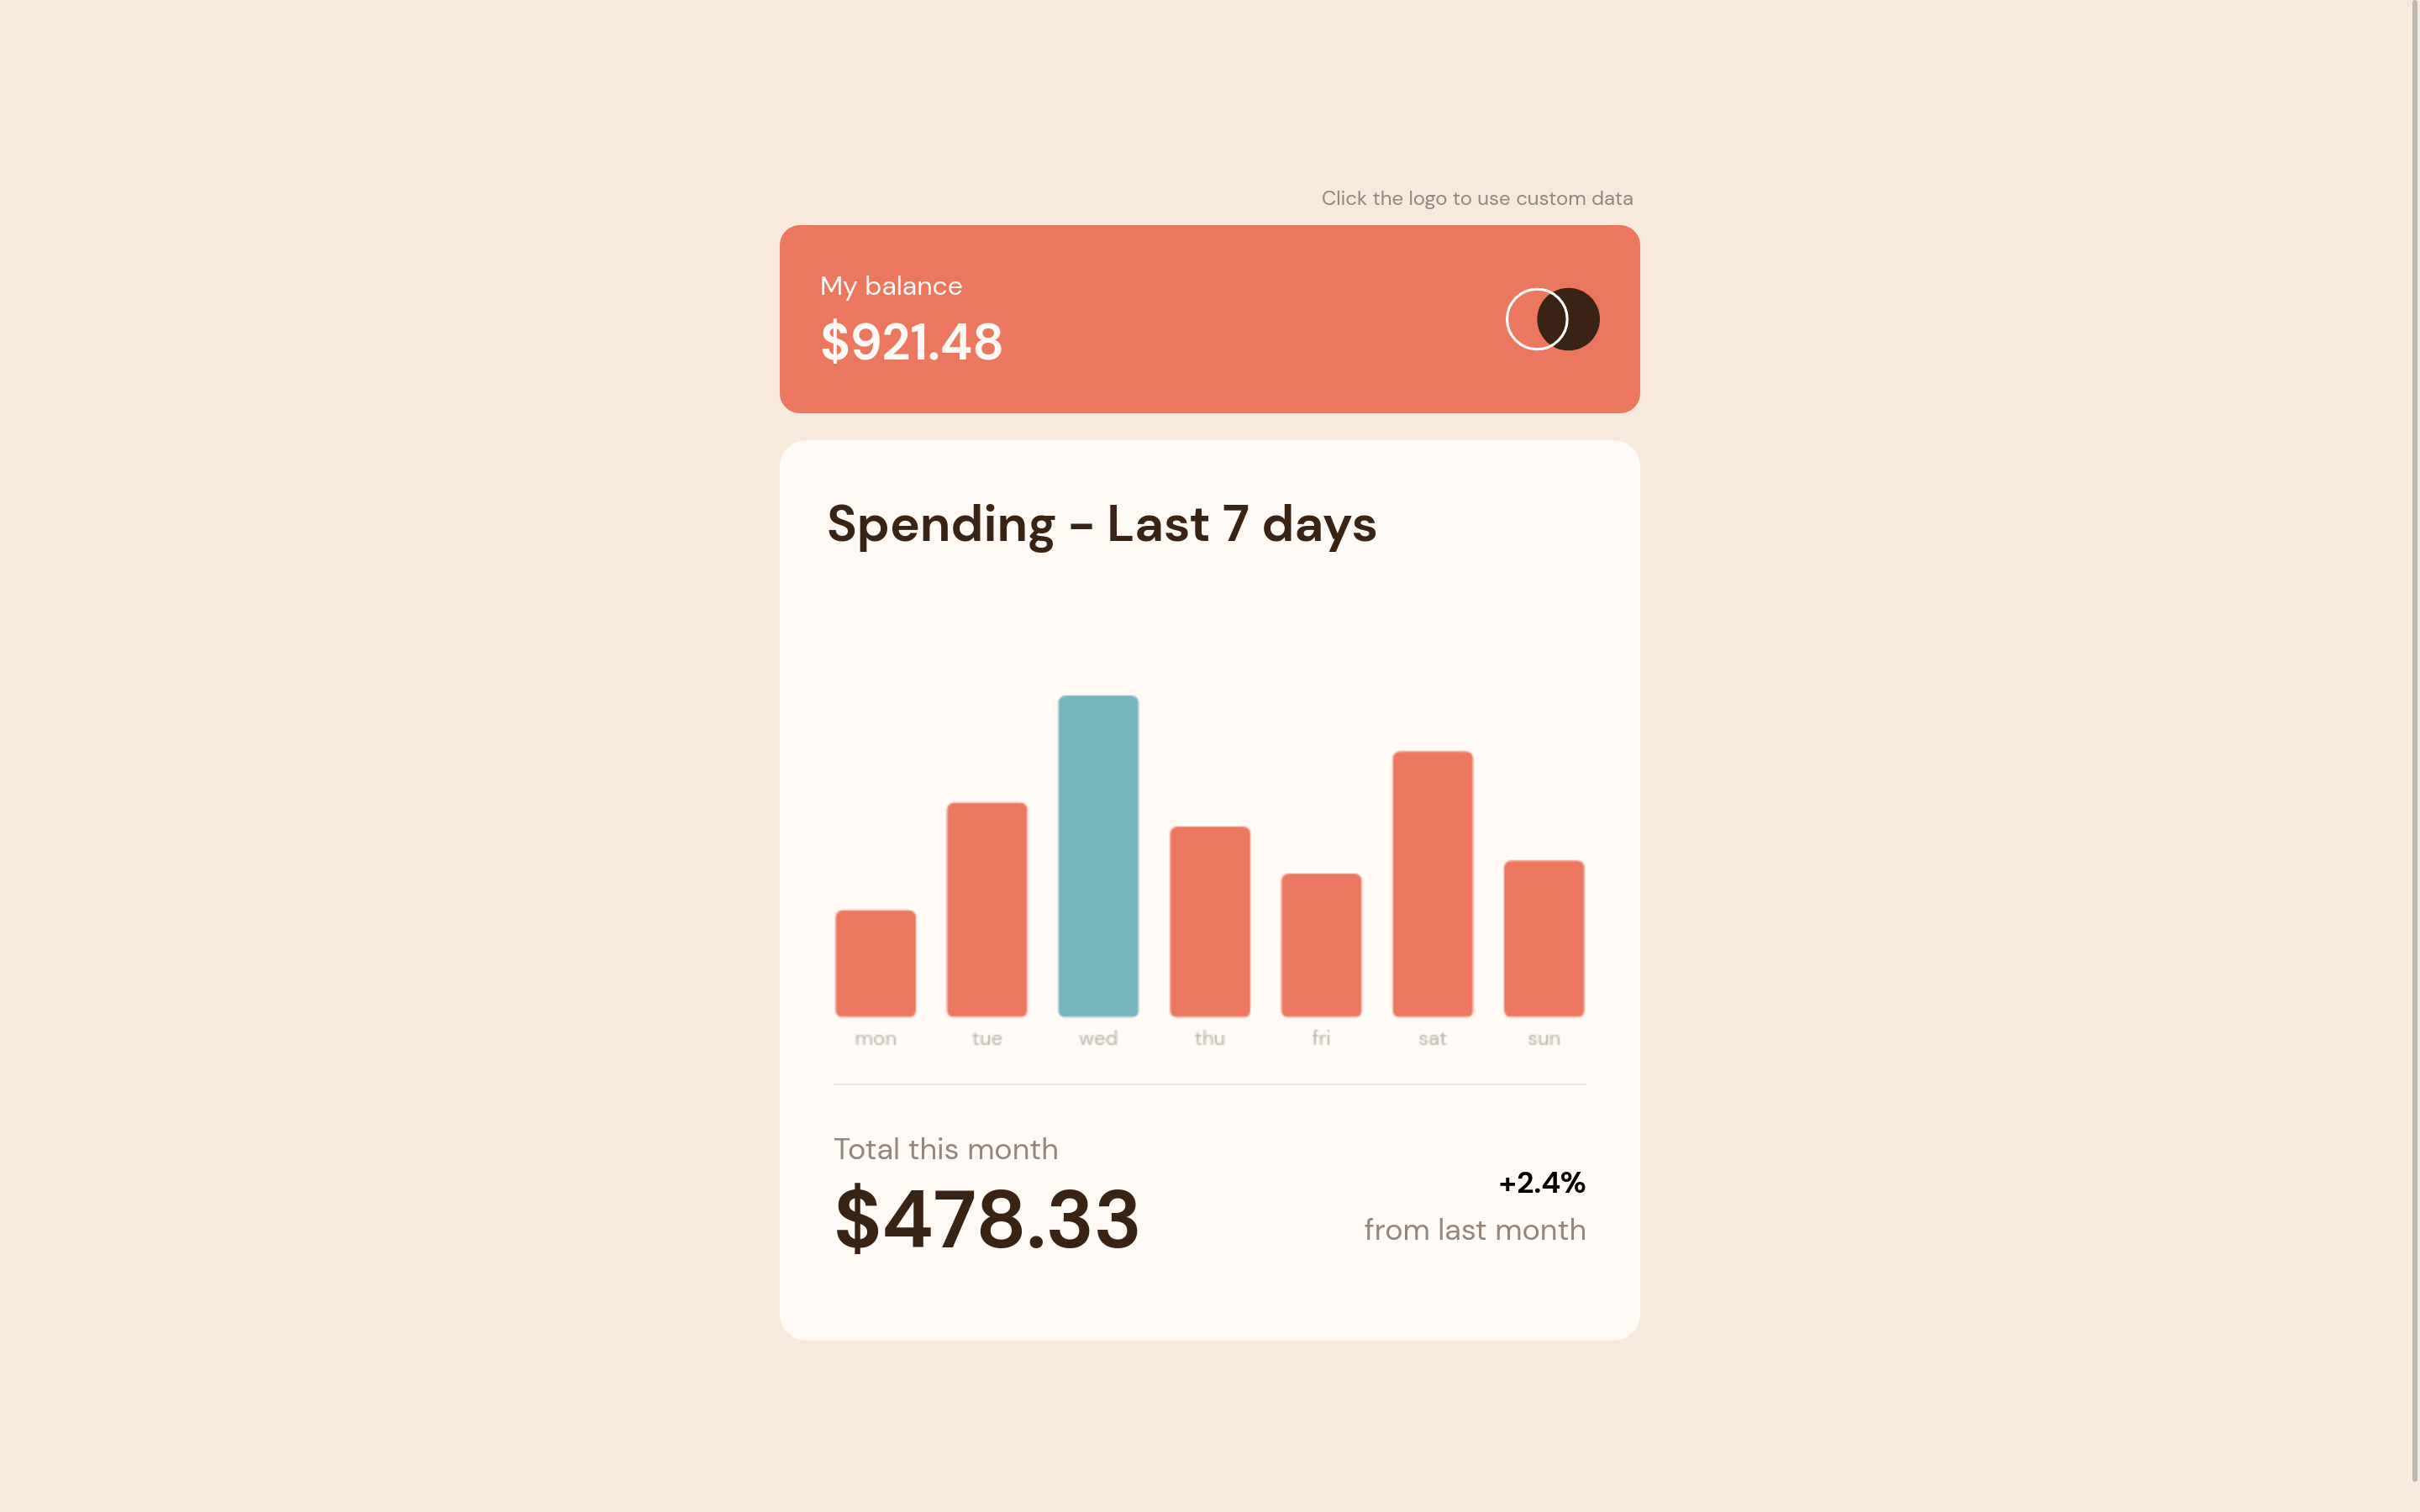 Click the logo to use custom data
My balance
$921.48
Spending - Last 7 days
mon tue wed thu fri sat sun
Total this month
$478.33
+2.4%
from last month